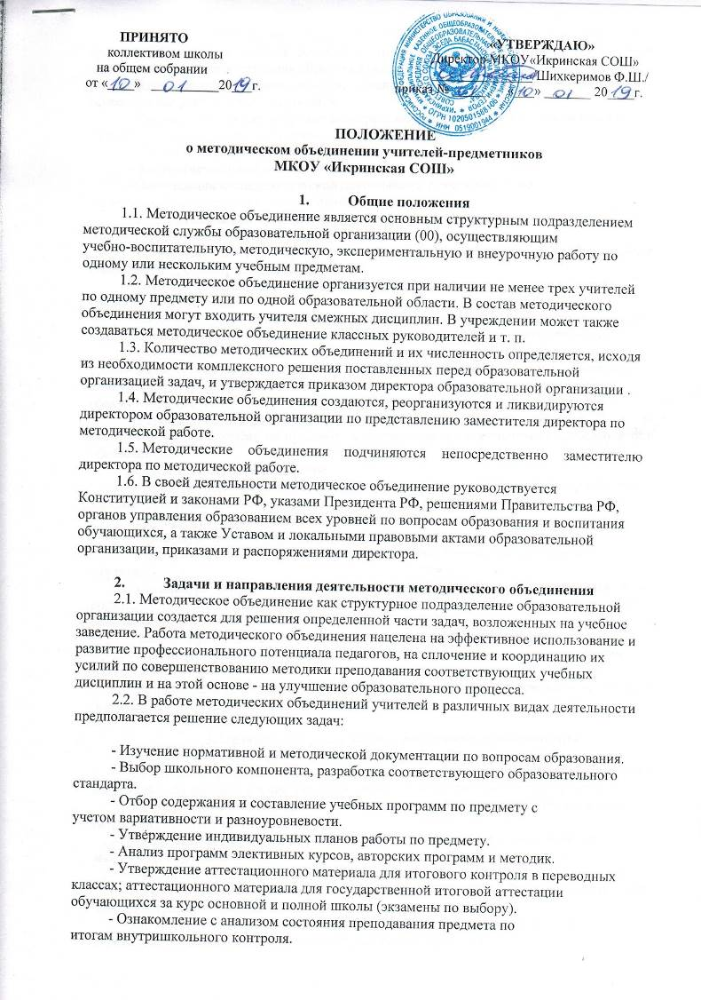 ПРИНЯТО
коллективом школы
на общем собрании
от «10» 01 2019 г.
«УТВЕРЖДАЮ»
Директор МКОУ «Икринская СОШ»
/Шихкеримов Ф.Ш./
приказ № «10» 01 2019 г.
ПОЛОЖЕНИЕ
о методическом объединении учителей-предметников
МКОУ «Икринская СОШ»
1. Общие положения
1.1. Методическое объединение является основным структурным подразделением
методической службы образовательной организации (00), осуществляющим
учебно-воспитательную, методическую, экспериментальную и внеурочную работу по
одному или нескольким учебным предметам.
1.2. Методическое объединение организуется при наличии не менее трех учителей
по одному предмету или по одной образовательной области. В состав методического
объединения могут входить учителя смежных дисциплин. В учреждении может также
создаваться методическое объединение классных руководителей и т. п.
1.3. Количество методических объединений и их численность определяется, исходя
из необходимости комплексного решения поставленных перед образовательной
организацией задач, и утверждается приказом директора образовательной организации .
1.4. Методические объединения создаются, реорганизуются и ликвидируются
директором образовательной организации по представлению заместителя директора по
методической работе.
1.5. Методические объединения подчиняются непосредственно заместителю
директора по методической работе.
1.6. В своей деятельности методическое объединение руководствуется
Конституцией и законами РФ, указами Президента РФ, решениями Правительства РФ,
органов управления образованием всех уровней по вопросам образования и воспитания
обучающихся, а также Уставом и локальными правовыми актами образовательной
организации, приказами и распоряжениями директора.
2. Задачи и направления деятельности методического объединения
2.1. Методическое объединение как структурное подразделение образовательной
организации создается для решения определенной части задач, возложенных на учебное
заведение. Работа методического объединения нацелена на эффективное использование и
развитие профессионального потенциала педагогов, на сплочение и координацию их
усилий по совершенствованию методики преподавания соответствующих учебных
дисциплин и на этой основе - на улучшение образовательного процесса.
2.2. В работе методических объединений учителей в различных видах деятельности
предполагается решение следующих задач:
- Изучение нормативной и методической документации по вопросам образования.
- Выбор школьного компонента, разработка соответствующего образовательного
стандарта.
- Отбор содержания и составление учебных программ по предмету с
учетом вариативности и разноуровневости.
- Утверждение индивидуальных планов работы по предмету.
- Анализ программ элективных курсов, авторских программ и методик.
- Утверждение аттестационного материала для итогового контроля в переводных
классах; аттестационного материала для государственной итоговой аттестации
обучающихся за курс основной и полной школы (экзамены по выбору).
- Ознакомление с анализом состояния преподавания предмета по
итогам внутришкольного контроля.
ОГРН 1020501588106
ИНН 0519001944